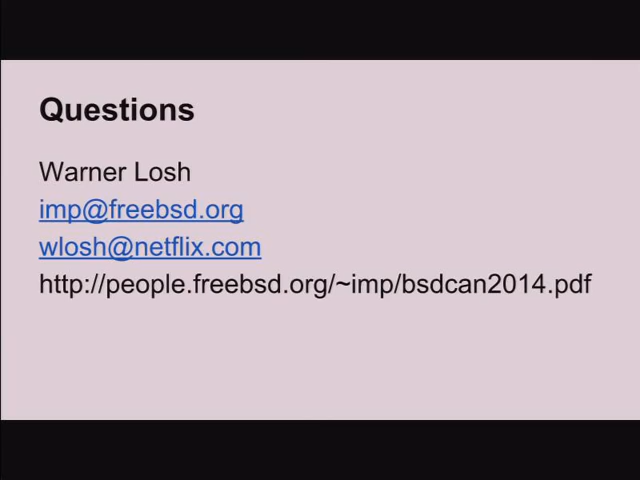 Questions
Warner Losh
imp@freebsd.org
wlosh@netflix.com
http://people.freebsd.org/~imp/bsdcan2014.pdf